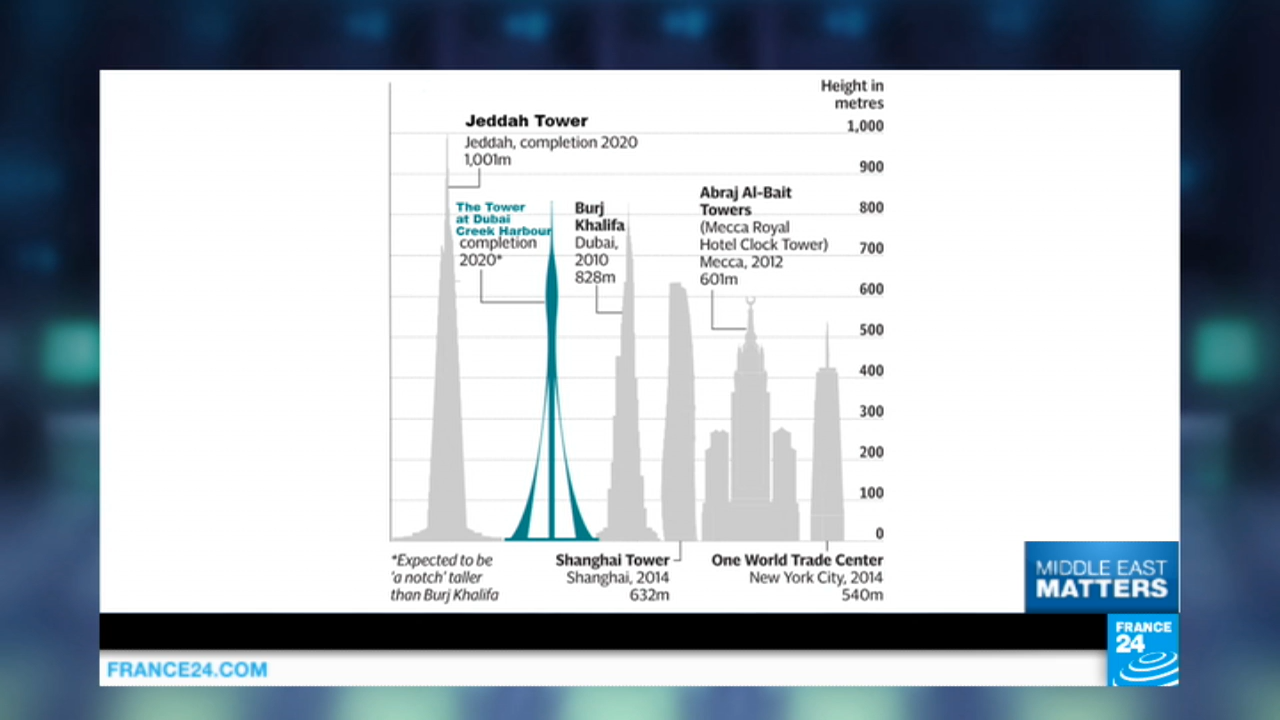 Height in
metres
1,000
900
800
700
600
500
400
300
200
100
0
Jeddah Tower
Jeddah, completion 2020
1,001m
The Tower
at Dubai
Creek Harbour
completion
2020*
Burj
Khalifa
Dubai,
2010
828m
Abraj Al-Bait
Towers
(Mecca Royal
Hotel Clock Tower)
Mecca, 2012
601m
*Expected to be
'a notch' taller
than Burj Khalifa
Shanghai Tower
Shanghai, 2014
632m
One World Trade Center
New York City, 2014
540m
MIDDLE EAST
MATTERS
FRANCE
24
FRANCE24.COM